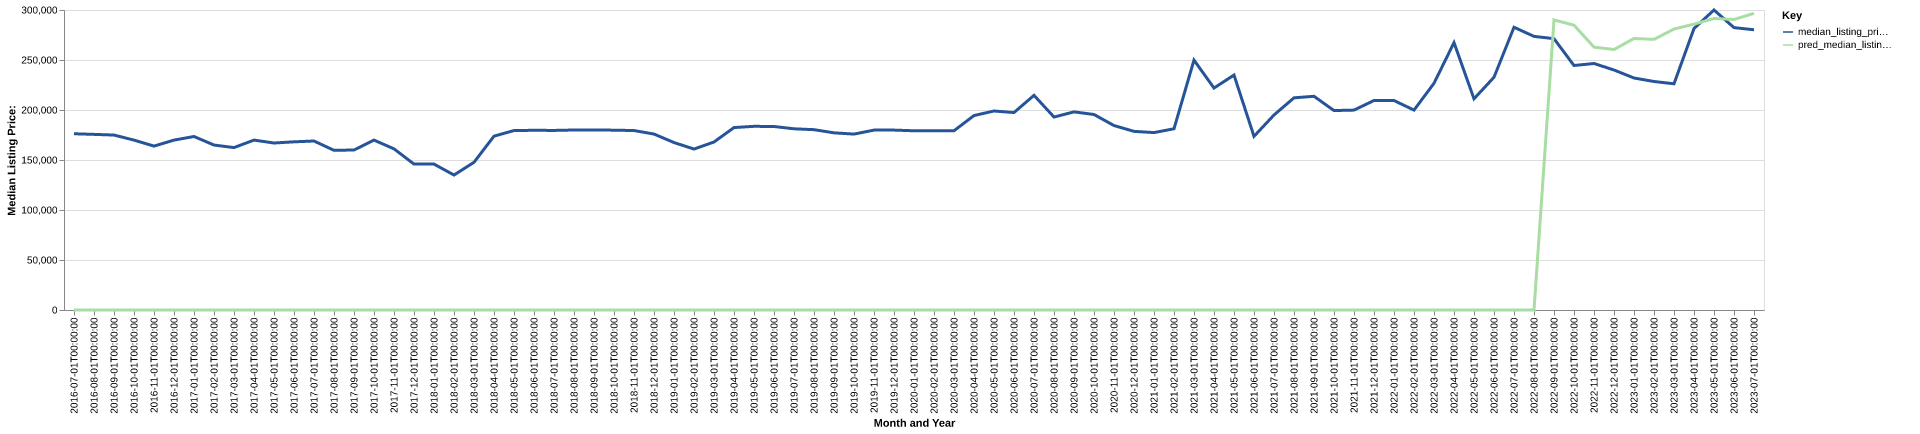 Median Listing Price:
300,000
250,000
200,000
150,000
100,000
50,000
0
2016-07-01T00:00:00
2016-08-01T00:00:00
2016-09-01T00:00:00
2016-10-01T00:00:00
2016-11-01T00:00:00
2016-12-01T00:00:00
2017-01-01T00:00:00
2017-02-01T00:00:00
2017-03-01T00:00:00
2017-04-01T00:00:00
2017-05-01T00:00:00
2017-06-01T00:00:00
2017-07-01T00:00:00
2017-08-01T00:00:00
2017-09-01T00:00:00
2017-10-01T00:00:00
2017-11-01T00:00:00
2017-12-01T00:00:00
2018-01-01T00:00:00
2018-02-01T00:00:00
2018-03-01T00:00:00
2018-04-01T00:00:00
2018-05-01T00:00:00
2018-06-01T00:00:00
2018-07-01T00:00:00
2018-08-01T00:00:00
2018-09-01T00:00:00
2018-10-01T00:00:00
2018-11-01T00:00:00
2018-12-01T00:00:00
2019-01-01T00:00:00
2019-02-01T00:00:00
2019-03-01T00:00:00
2019-04-01T00:00:00
2019-05-01T00:00:00
2019-06-01T00:00:00
2019-07-01T00:00:00
2019-08-01T00:00:00
2019-09-01T00:00:00
2019-10-01T00:00:00
2019-11-01T00:00:00
2019-12-01T00:00:00
2020-01-01T00:00:00
2020-02-01T00:00:00
2020-03-01T00:00:00
2020-04-01T00:00:00
2020-05-01T00:00:00
2020-06-01T00:00:00
2020-07-01T00:00:00
2020-08-01T00:00:00
2020-09-01T00:00:00
2020-10-01T00:00:00
2020-11-01T00:00:00
2020-12-01T00:00:00
2021-01-01T00:00:00
2021-02-01T00:00:00
2021-03-01T00:00:00
2021-04-01T00:00:00
2021-05-01T00:00:00
2021-06-01T00:00:00
2021-07-01T00:00:00
2021-08-01T00:00:00
2021-09-01T00:00:00
2021-10-01T00:00:00
2021-11-01T00:00:00
2021-12-01T00:00:00
2022-01-01T00:00:00
2022-02-01T00:00:00
2022-03-01T00:00:00
2022-04-01T00:00:00
2022-05-01T00:00:00
2022-06-01T00:00:00
2022-07-01T00:00:00
2022-08-01T00:00:00
2022-09-01T00:00:00
2022-10-01T00:00:00
2022-11-01T00:00:00
2022-12-01T00:00:00
2023-01-01T00:00:00
2023-02-01T00:00:00
2023-03-01T00:00:00
2023-04-01T00:00:00
2023-05-01T00:00:00
2023-06-01T00:00:00
2023-07-01T00:00:00
Month and Year
Key
median_listing_pri…
pred_median_listin…